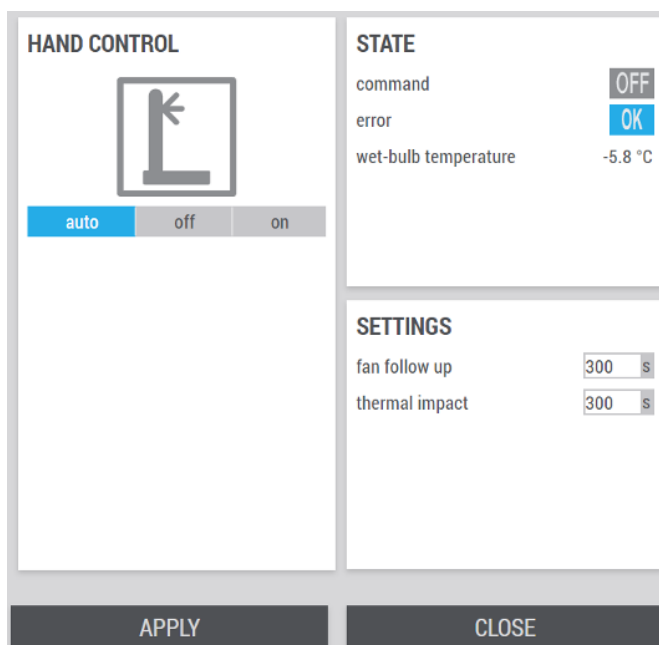 HAND CONTROL
auto off on
STATE
command OFF
error OK
wet-bulb temperature -5.8 °C
SETTINGS
fan follow up 300 s
thermal impact 300 s
APPLY CLOSE